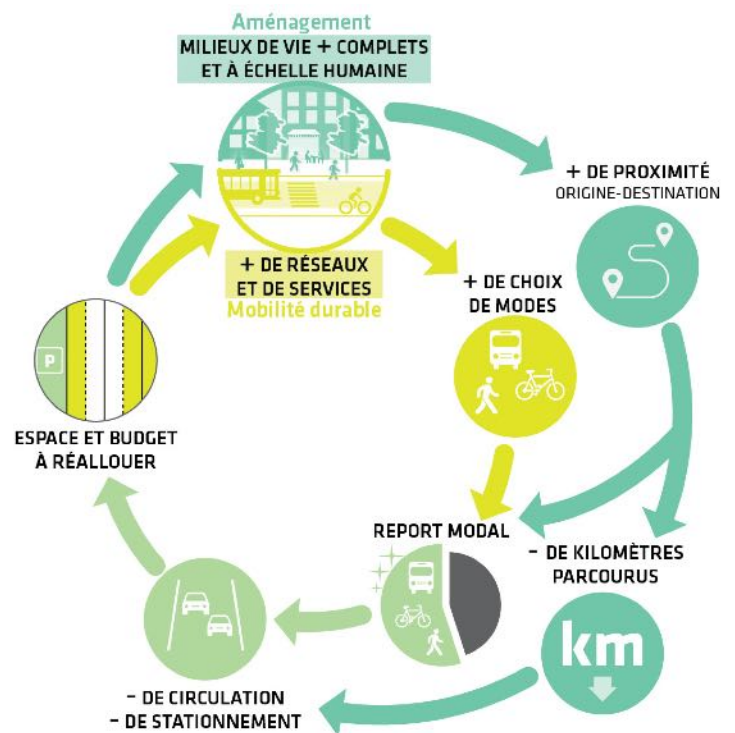 Aménagement
MILIEUX DE VIE + COMPLETS
ET À ÉCHELLE HUMAINE
+ DE PROXIMITÉ
ORIGINE-DESTINATION
+ DE RÉSEAUX
ET DE SERVICES
Mobilité durable
+ DE CHOIX
DE MODES
P
ESPACE ET BUDGET
À RÉALLOUER
REPORT MODAL
- DE KILOMÈTRES
PARCOURUS
km
- DE CIRCULATION
- DE STATIONNEMENT